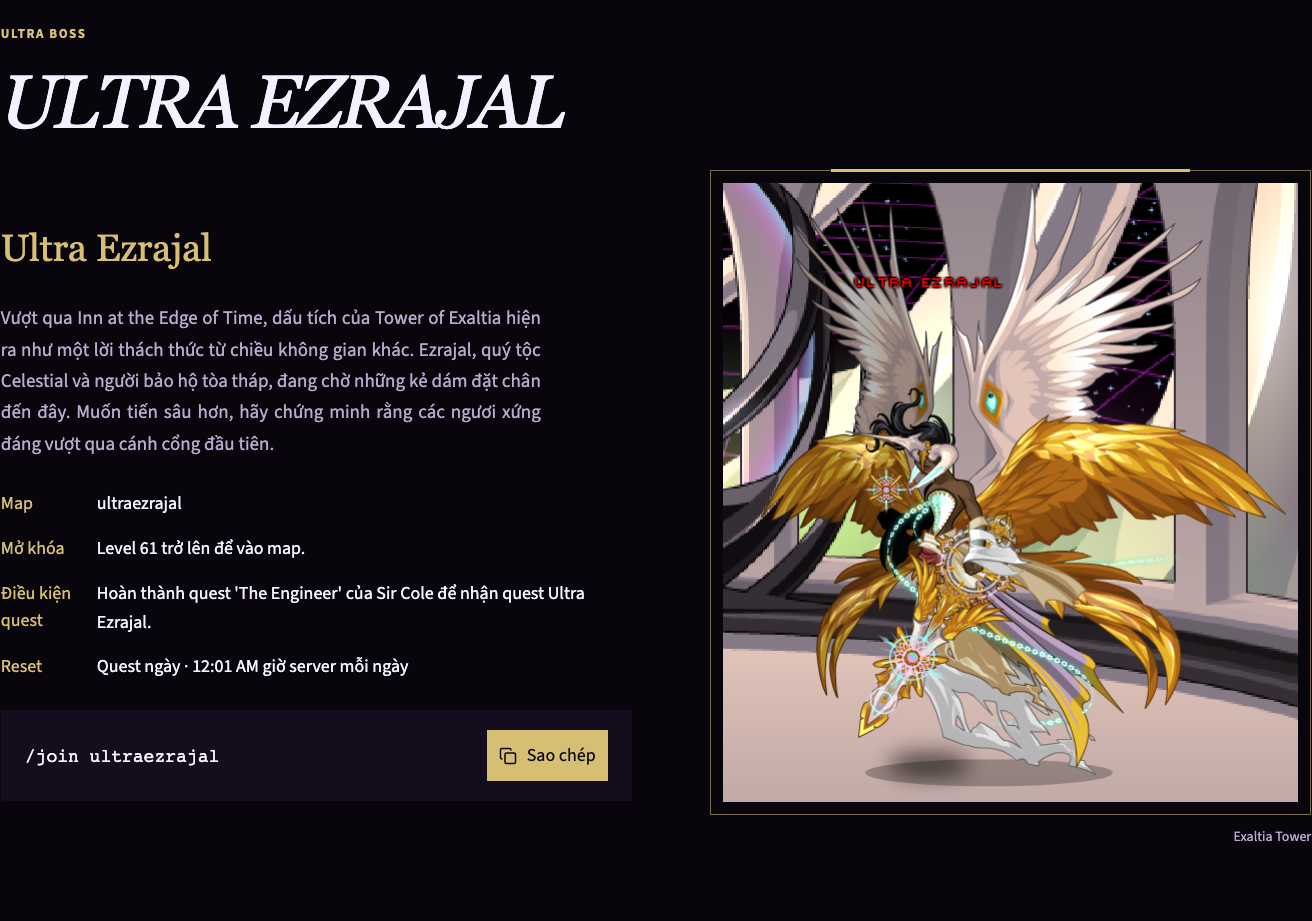 ULTRA BOSS
ULTRA EZRAJAL
Ultra Ezrajal
Vượt qua Inn at the Edge of Time, dấu tích của Tower of Exaltia hiện
ra như một lời thách thức từ chiều không gian khác. Ezrajal, quý tộc
Celestial và người bảo hộ tòa tháp, đang chờ những kẻ dám đặt chân
đến đây. Muốn tiến sâu hơn, hãy chứng minh rằng các ngươi xứng
đáng vượt qua cánh cổng đầu tiên.
Map ultraezrajal
Mở khóa Level 61 trở lên để vào map.
Điều kiện quest Hoàn thành quest 'The Engineer' của Sir Cole để nhận quest Ultra
Ezrajal.
Reset Quest ngày · 12:01 AM giờ server mỗi ngày
/join ultraezrajal
Sao chép
ULTRA EZRAJAL
Exaltia Tower